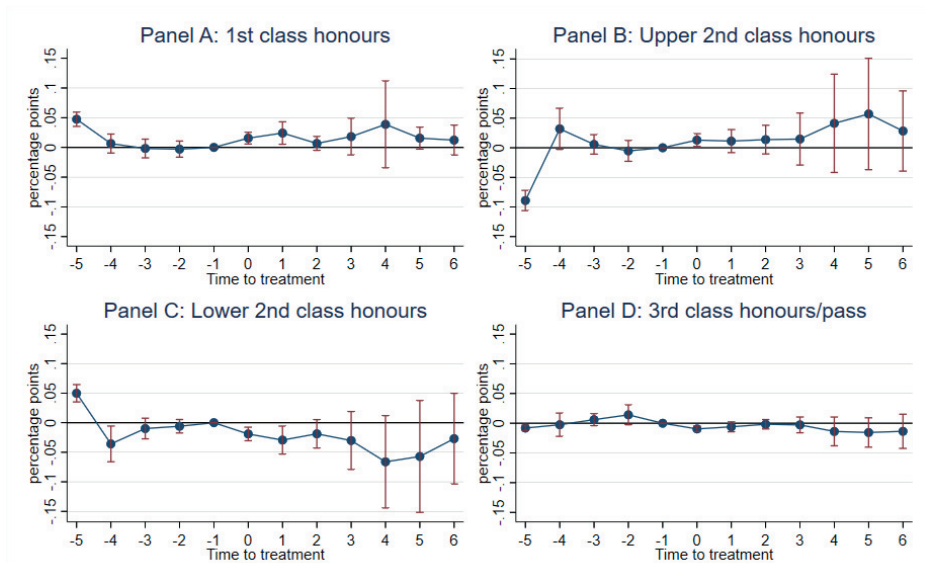 Panel A: 1st class honours
percentage points
.15
.1
.05
0
-.05
-.1
-.15
-5 -4 -3 -2 -1 0 1 2 3 4 5 6
Time to treatment
Panel B: Upper 2nd class honours
percentage points
.15
.1
.05
0
-.05
-.1
-.15
-5 -4 -3 -2 -1 0 1 2 3 4 5 6
Time to treatment
Panel C: Lower 2nd class honours
percentage points
.15
.1
.05
0
-.05
-.1
-.15
-5 -4 -3 -2 -1 0 1 2 3 4 5 6
Time to treatment
Panel D: 3rd class honours/pass
percentage points
.15
.1
.05
0
-.05
-.1
-.15
-5 -4 -3 -2 -1 0 1 2 3 4 5 6
Time to treatment